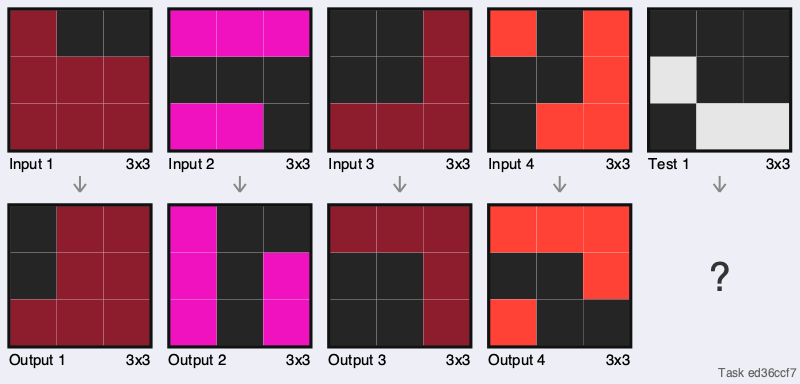 Input 1 3x3
Input 2 3x3
Input 3 3x3
Input 4 3x3
Test 1 3x3
?
Output 1 3x3
Output 2 3x3
Output 3 3x3
Output 4 3x3
Task ed36ccf7